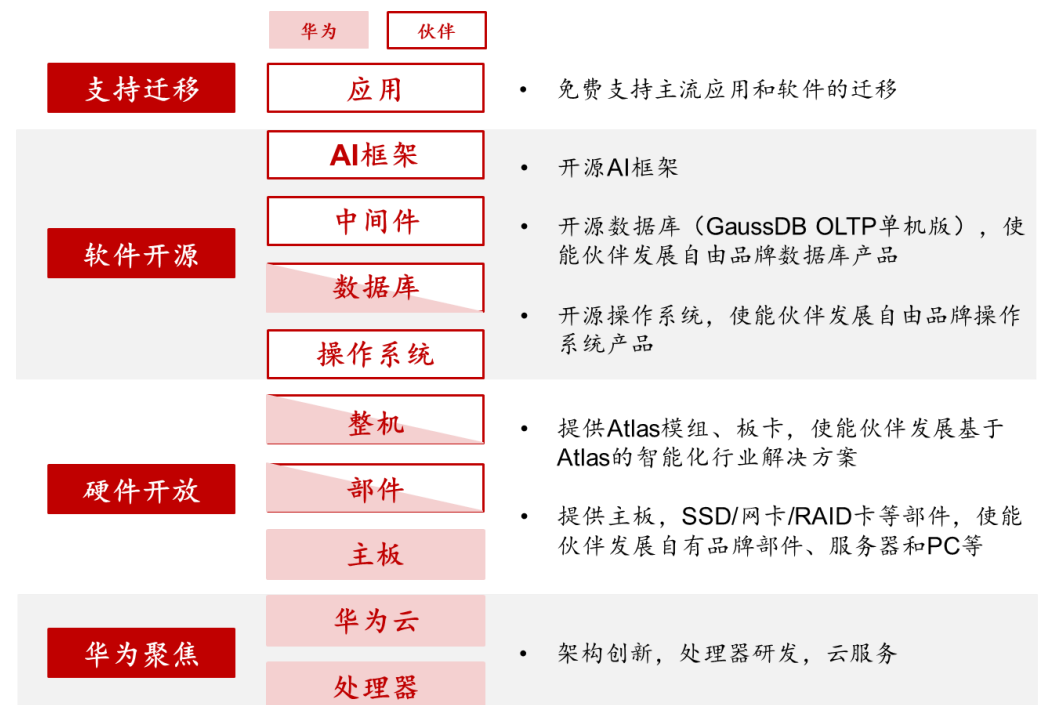 华为 伙伴
支持迁移
应用
• 免费支持主流应用和软件的迁移
软件开源
AI框架
中间件
数据库
操作系统
• 开源AI框架
• 开源数据库（GaussDB OLTP单机版），使
能伙伴发展自由品牌数据库产品
• 开源操作系统，使能伙伴发展自由品牌操作
系统产品
硬件开放
整机
部件
主板
• 提供Atlas模组、板卡，使能伙伴发展基于
Atlas的智能化行业解决方案
• 提供主板，SSD/网卡/RAID卡等部件，使能
伙伴发展自有品牌部件、服务器和PC等
华为聚焦
华为云
处理器
• 架构创新，处理器研发，云服务